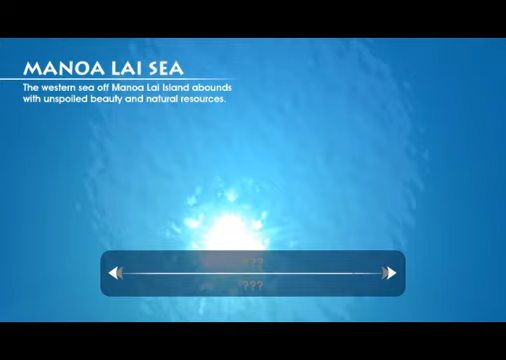 MANOA LAI SEA
The western sea off Manoa Lai Island abounds
with unspoiled beauty and natural resources.
???
???